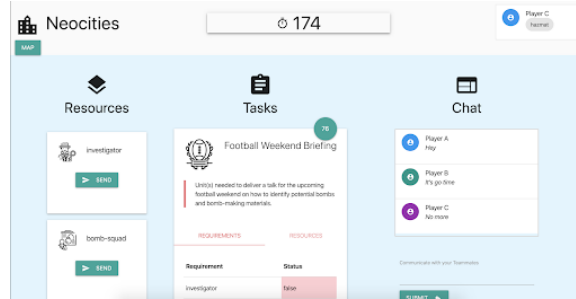 Neocities
174
Player C
hazmat
MAP
Resources
Tasks
Chat
investigator
SEND
bomb-squad
SEND
76
Football Weekend Briefing
Unit(s) needed to deliver a talk for the upcoming
football weekend on how to identify potential bombs
and bomb-making materials.
REQUIREMENTS RESOURCES
Requirement Status
investigator false
Player A
Hey
Player B
It's go time
Player C
No more
Communicate with your Teammates
SUBMIT